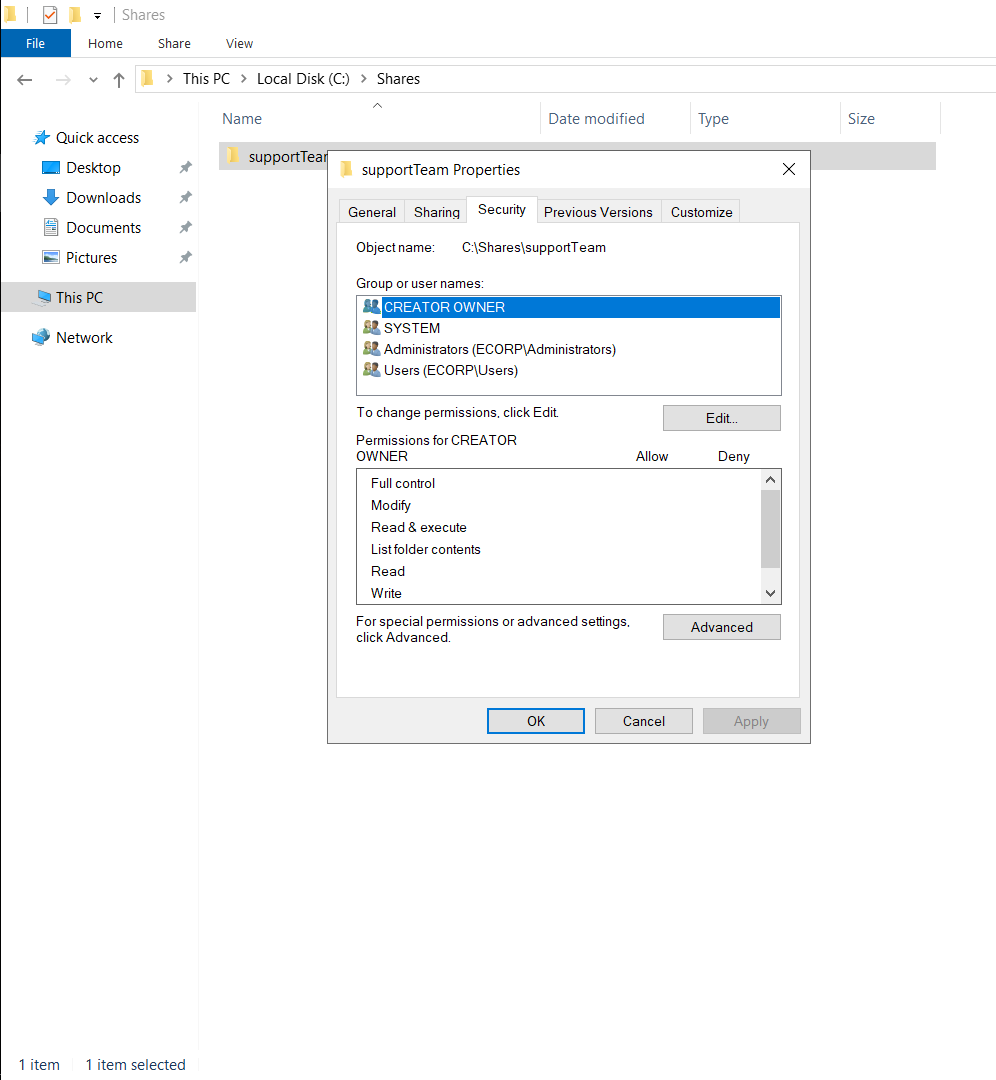 Shares
File Home Share View
This PC Local Disk (C:) Shares
Name Date modified Type Size
Quick access
Desktop
Downloads
Documents
Pictures
This PC
Network
supportTear
supportTeam Properties
General Sharing Security Previous Versions Customize
Object name: C:\Shares\supportTeam
Group or user names:
CREATOR OWNER
SYSTEM
Administrators (ECORP\Administrators)
Users (ECORP\Users)
To change permissions, click Edit.
Edit...
Permissions for CREATOR
OWNER Allow Deny
Full control
Modify
Read & execute
List folder contents
Read
Write
For special permissions or advanced settings,
click Advanced.
Advanced
OK Cancel Apply
1 item 1 item selected